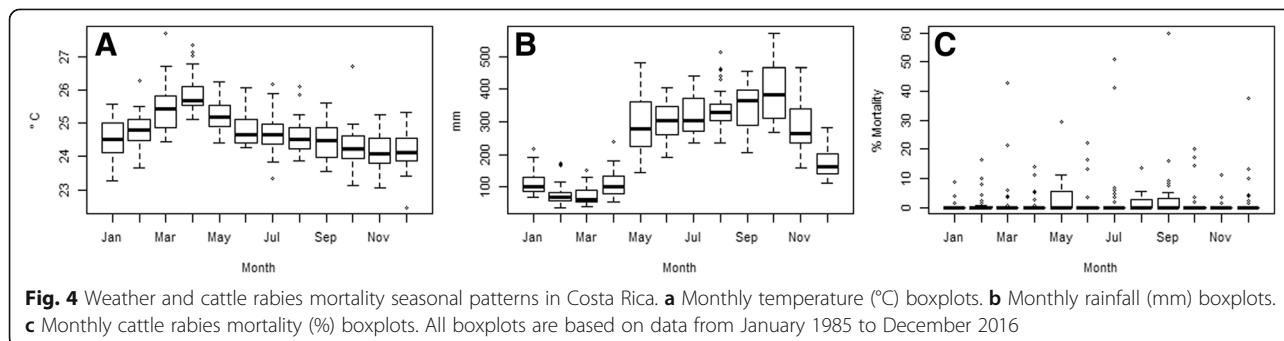 A
B
C
° C
27
26
25
24
23
Jan Mar May Jul Sep Nov
Month
mm
500
400
300
200
100
Jan Mar May Jul Sep Nov
Month
% Mortality
60
50
40
30
20
10
0
Jan Mar May Jul Sep Nov
Month
Fig. 4 Weather and cattle rabies mortality seasonal patterns in Costa Rica. a Monthly temperature (°C) boxplots. b Monthly rainfall (mm) boxplots.
c Monthly cattle rabies mortality (%) boxplots. All boxplots are based on data from January 1985 to December 2016